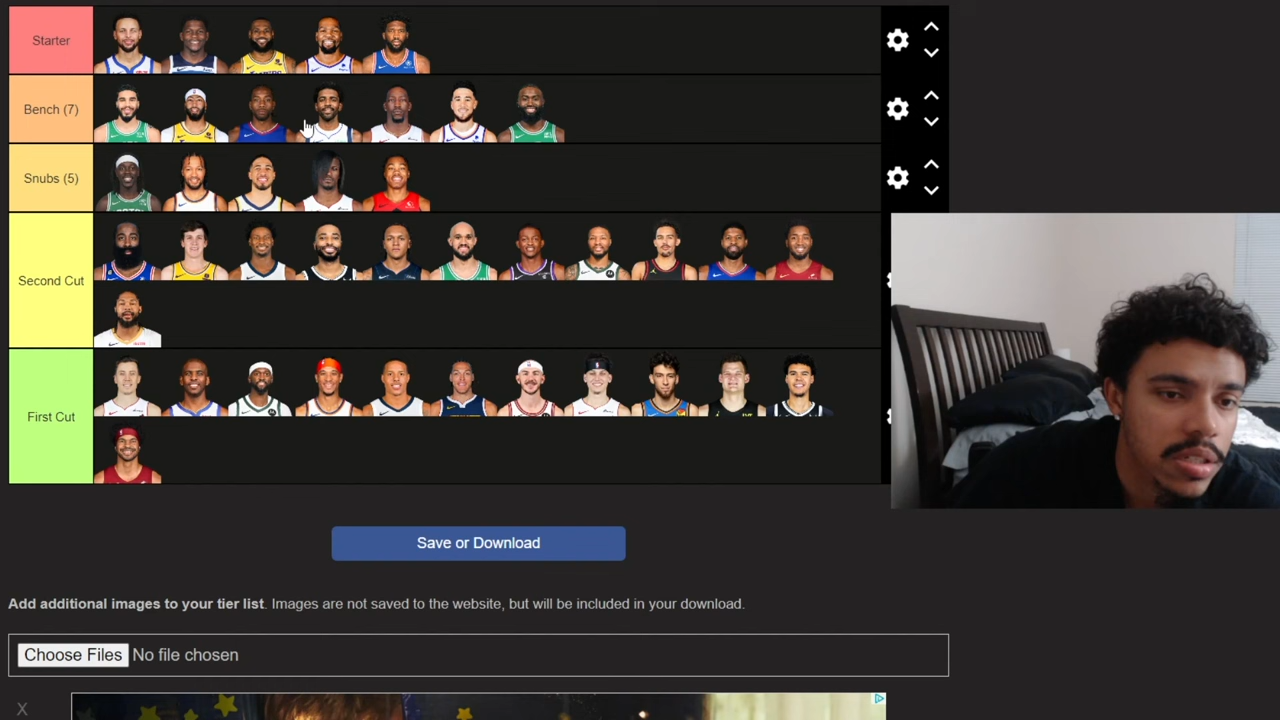 Starter
Bench (7)
Snubs (5)
Second Cut
First Cut
Save or Download
Add additional images to your tier list. Images are not saved to the website, but will be included in your download.
Choose Files No file chosen
X